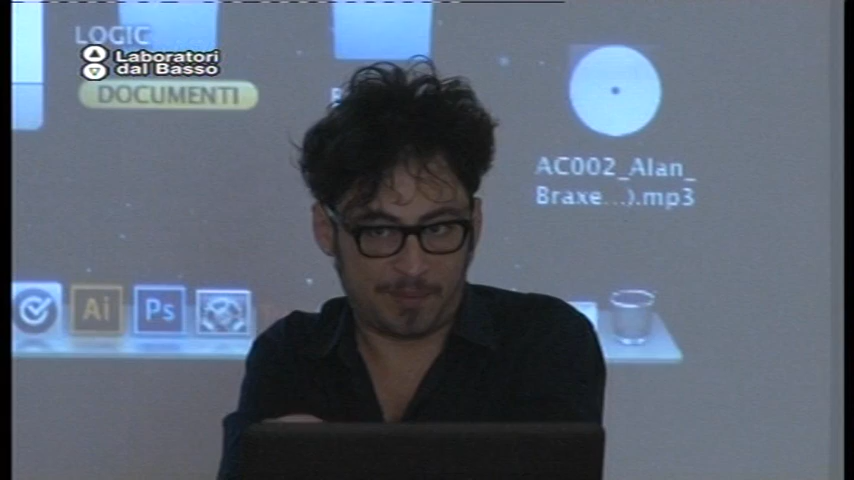 LOGIC
Laboratori
dal Basso
DOCUMENTI
AC002_Alan_
Braxe...).mp3
Ai
Ps